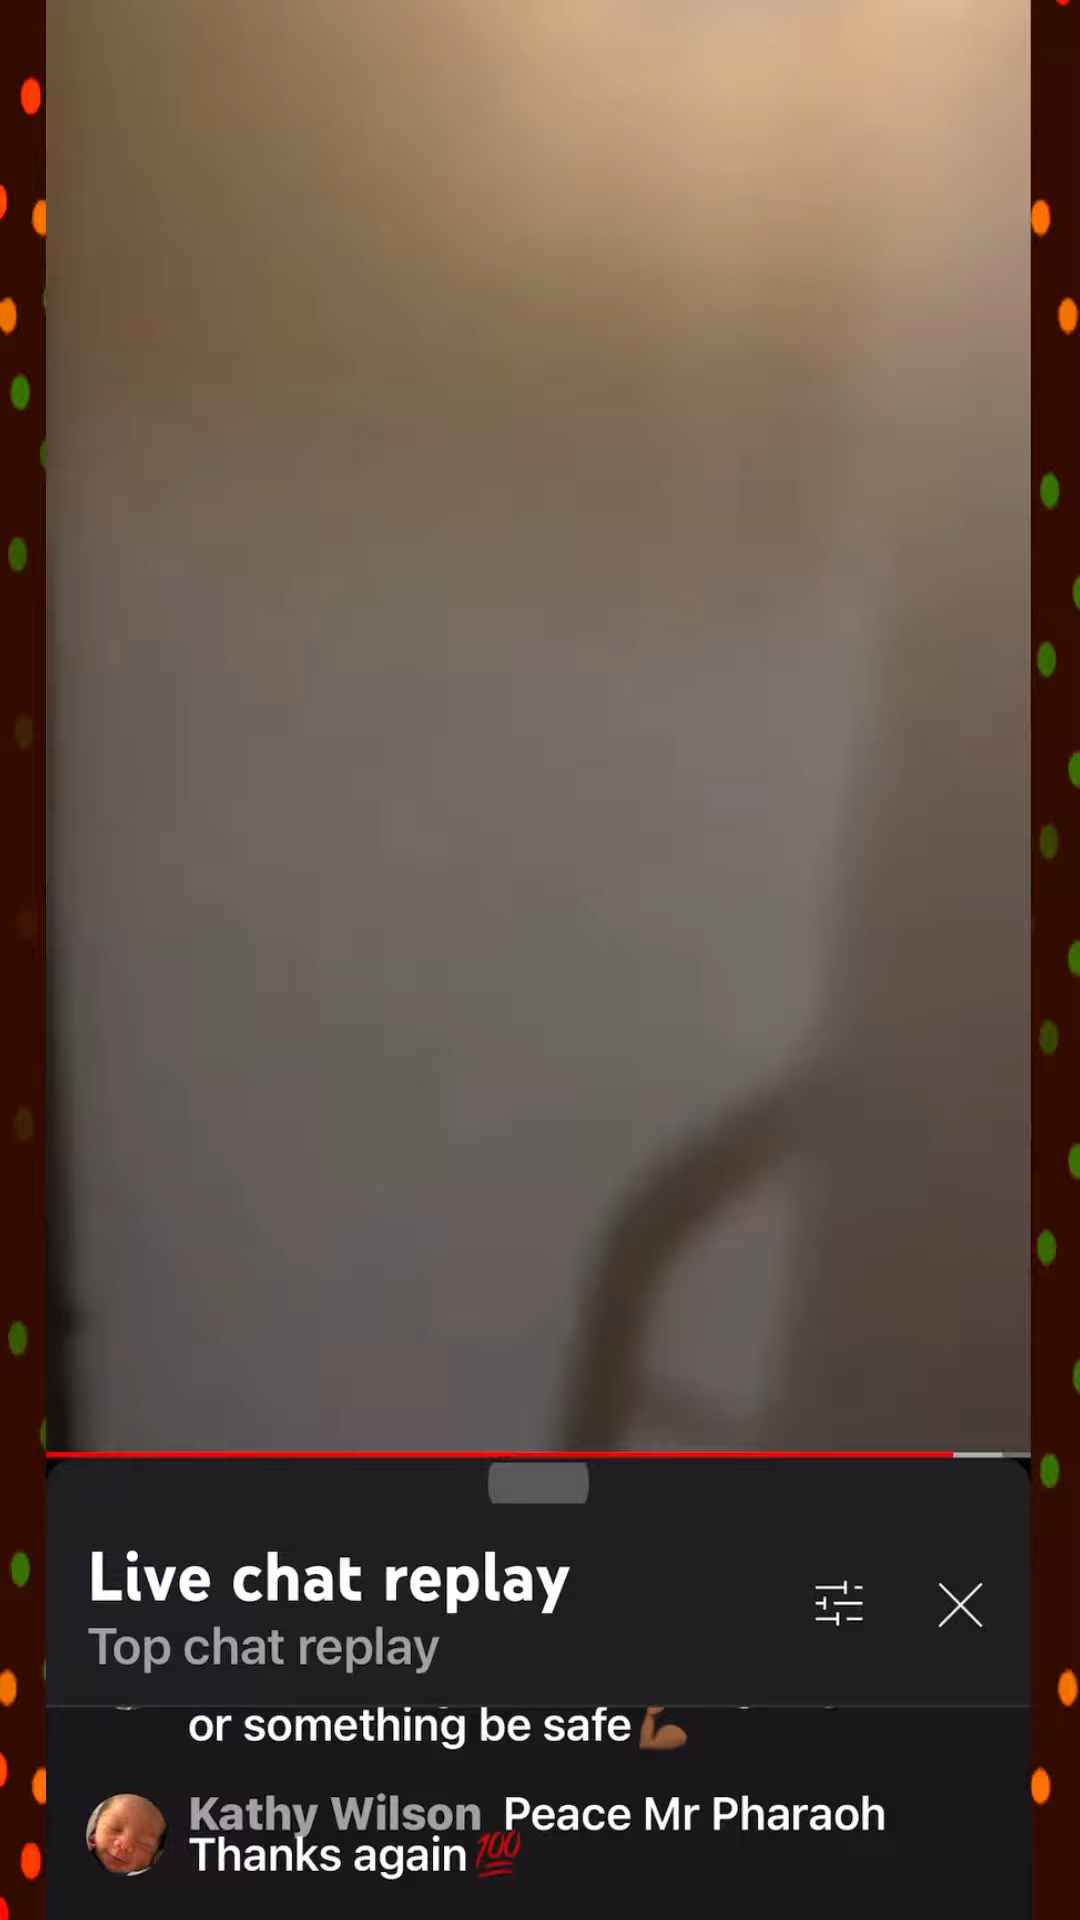 Live chat replay
Top chat replay
or something be safe💪🏾
Kathy Wilson Peace Mr Pharaoh
Thanks again💯